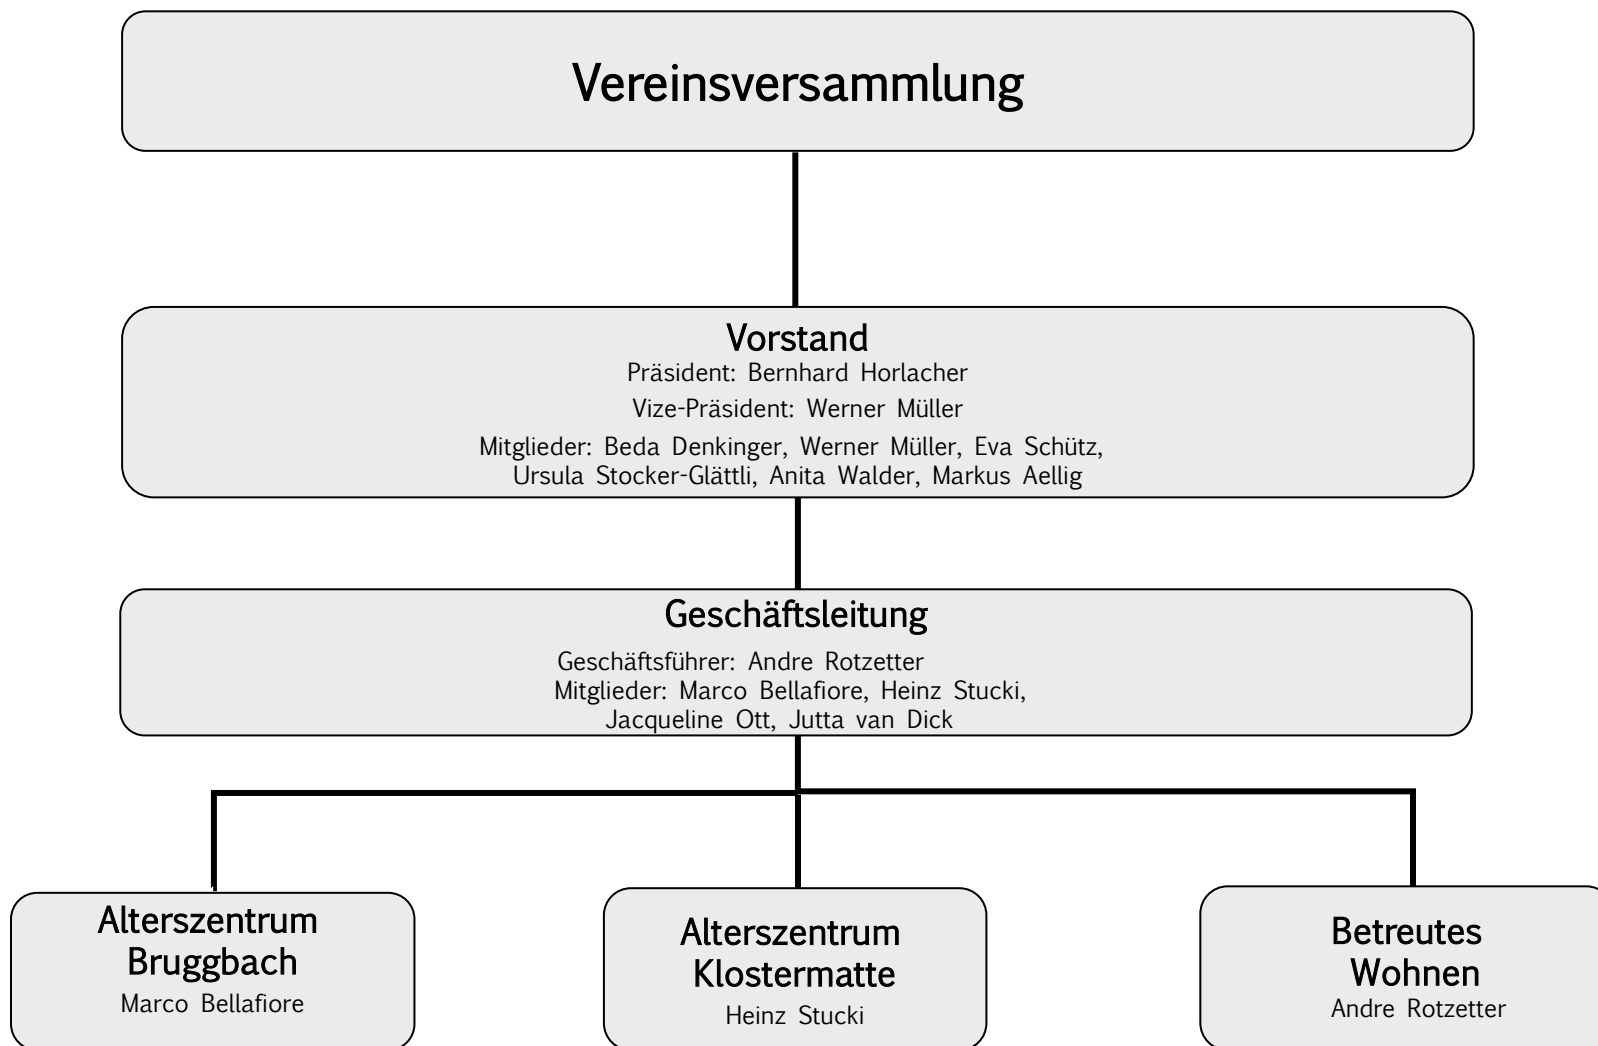 Vereinsversammlung
Vorstand
Präsident: Bernhard Horlacher
Vize-Präsident: Werner Müller
Mitglieder: Beda Denkinger, Werner Müller, Eva Schütz,
Ursula Stocker-Glättli, Anita Walder, Markus Aellig
Geschäftsleitung
Geschäftsführer: Andre Rotzetter
Mitglieder: Marco Bellafiore, Heinz Stucki,
Jacqueline Ott, Jutta van Dick
Alterszentrum
Bruggbach
Marco Bellafiore
Alterszentrum
Klostermatte
Heinz Stucki
Betreutes
Wohnen
Andre Rotzetter